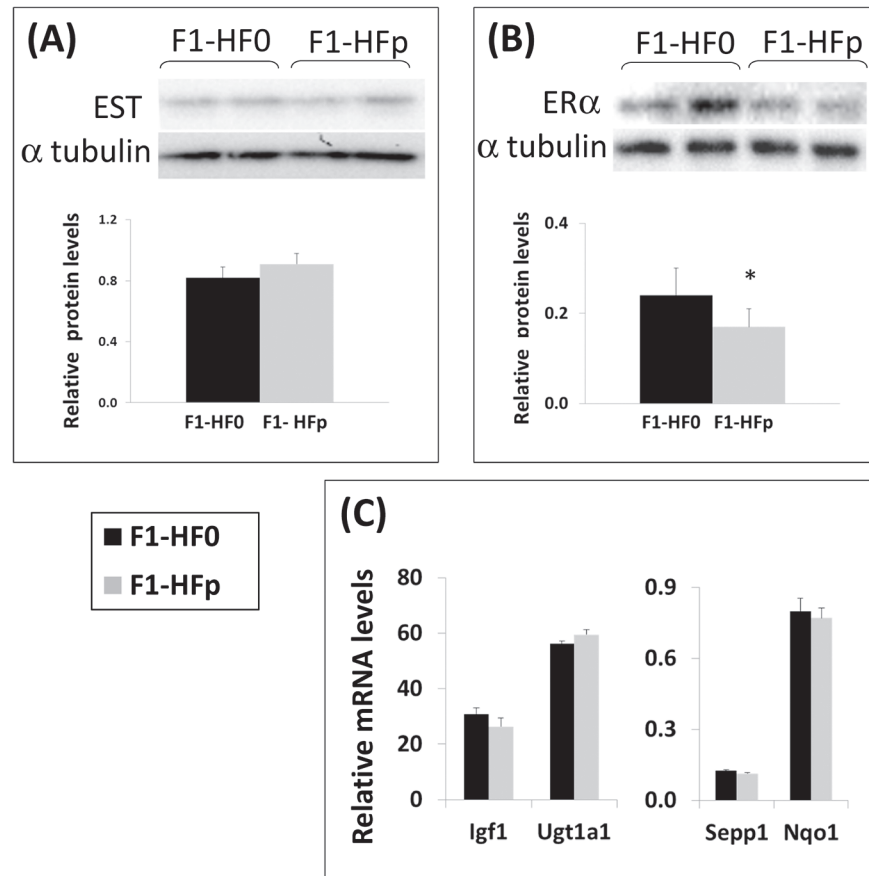 (A)
F1-HF0 F1-HFp
EST
α tubulin
Relative protein levels
1.2
0.8
0.4
0.0
F1-HF0 F1- HFp
(B)
F1-HF0 F1-HFp
ERα
α tubulin
Relative protein levels
0.4
0.2
0.0
*
F1-HF0 F1-HFp
F1-HF0
F1-HFp
(C)
Relative mRNA levels
80
60
40
20
0
Igf1 Ugt1a1
0.9
0.6
0.3
0.0
Sepp1 Nqo1